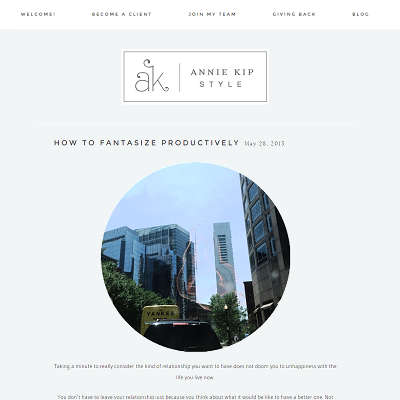 WELCOME! BECOME A CLIENT JOIN MY TEAM GIVING BACK BLOG
ak ANNIE KIP
STYLE
HOW TO FANTASIZE PRODUCTIVELY May 28, 2015
YANKEE
Taking a minute to really consider the kind of relationship you want to have does not doom you to unhappiness with the
life you live now.
You don't have to leave your relationship just because you think about what it would be like to have a better one. Not